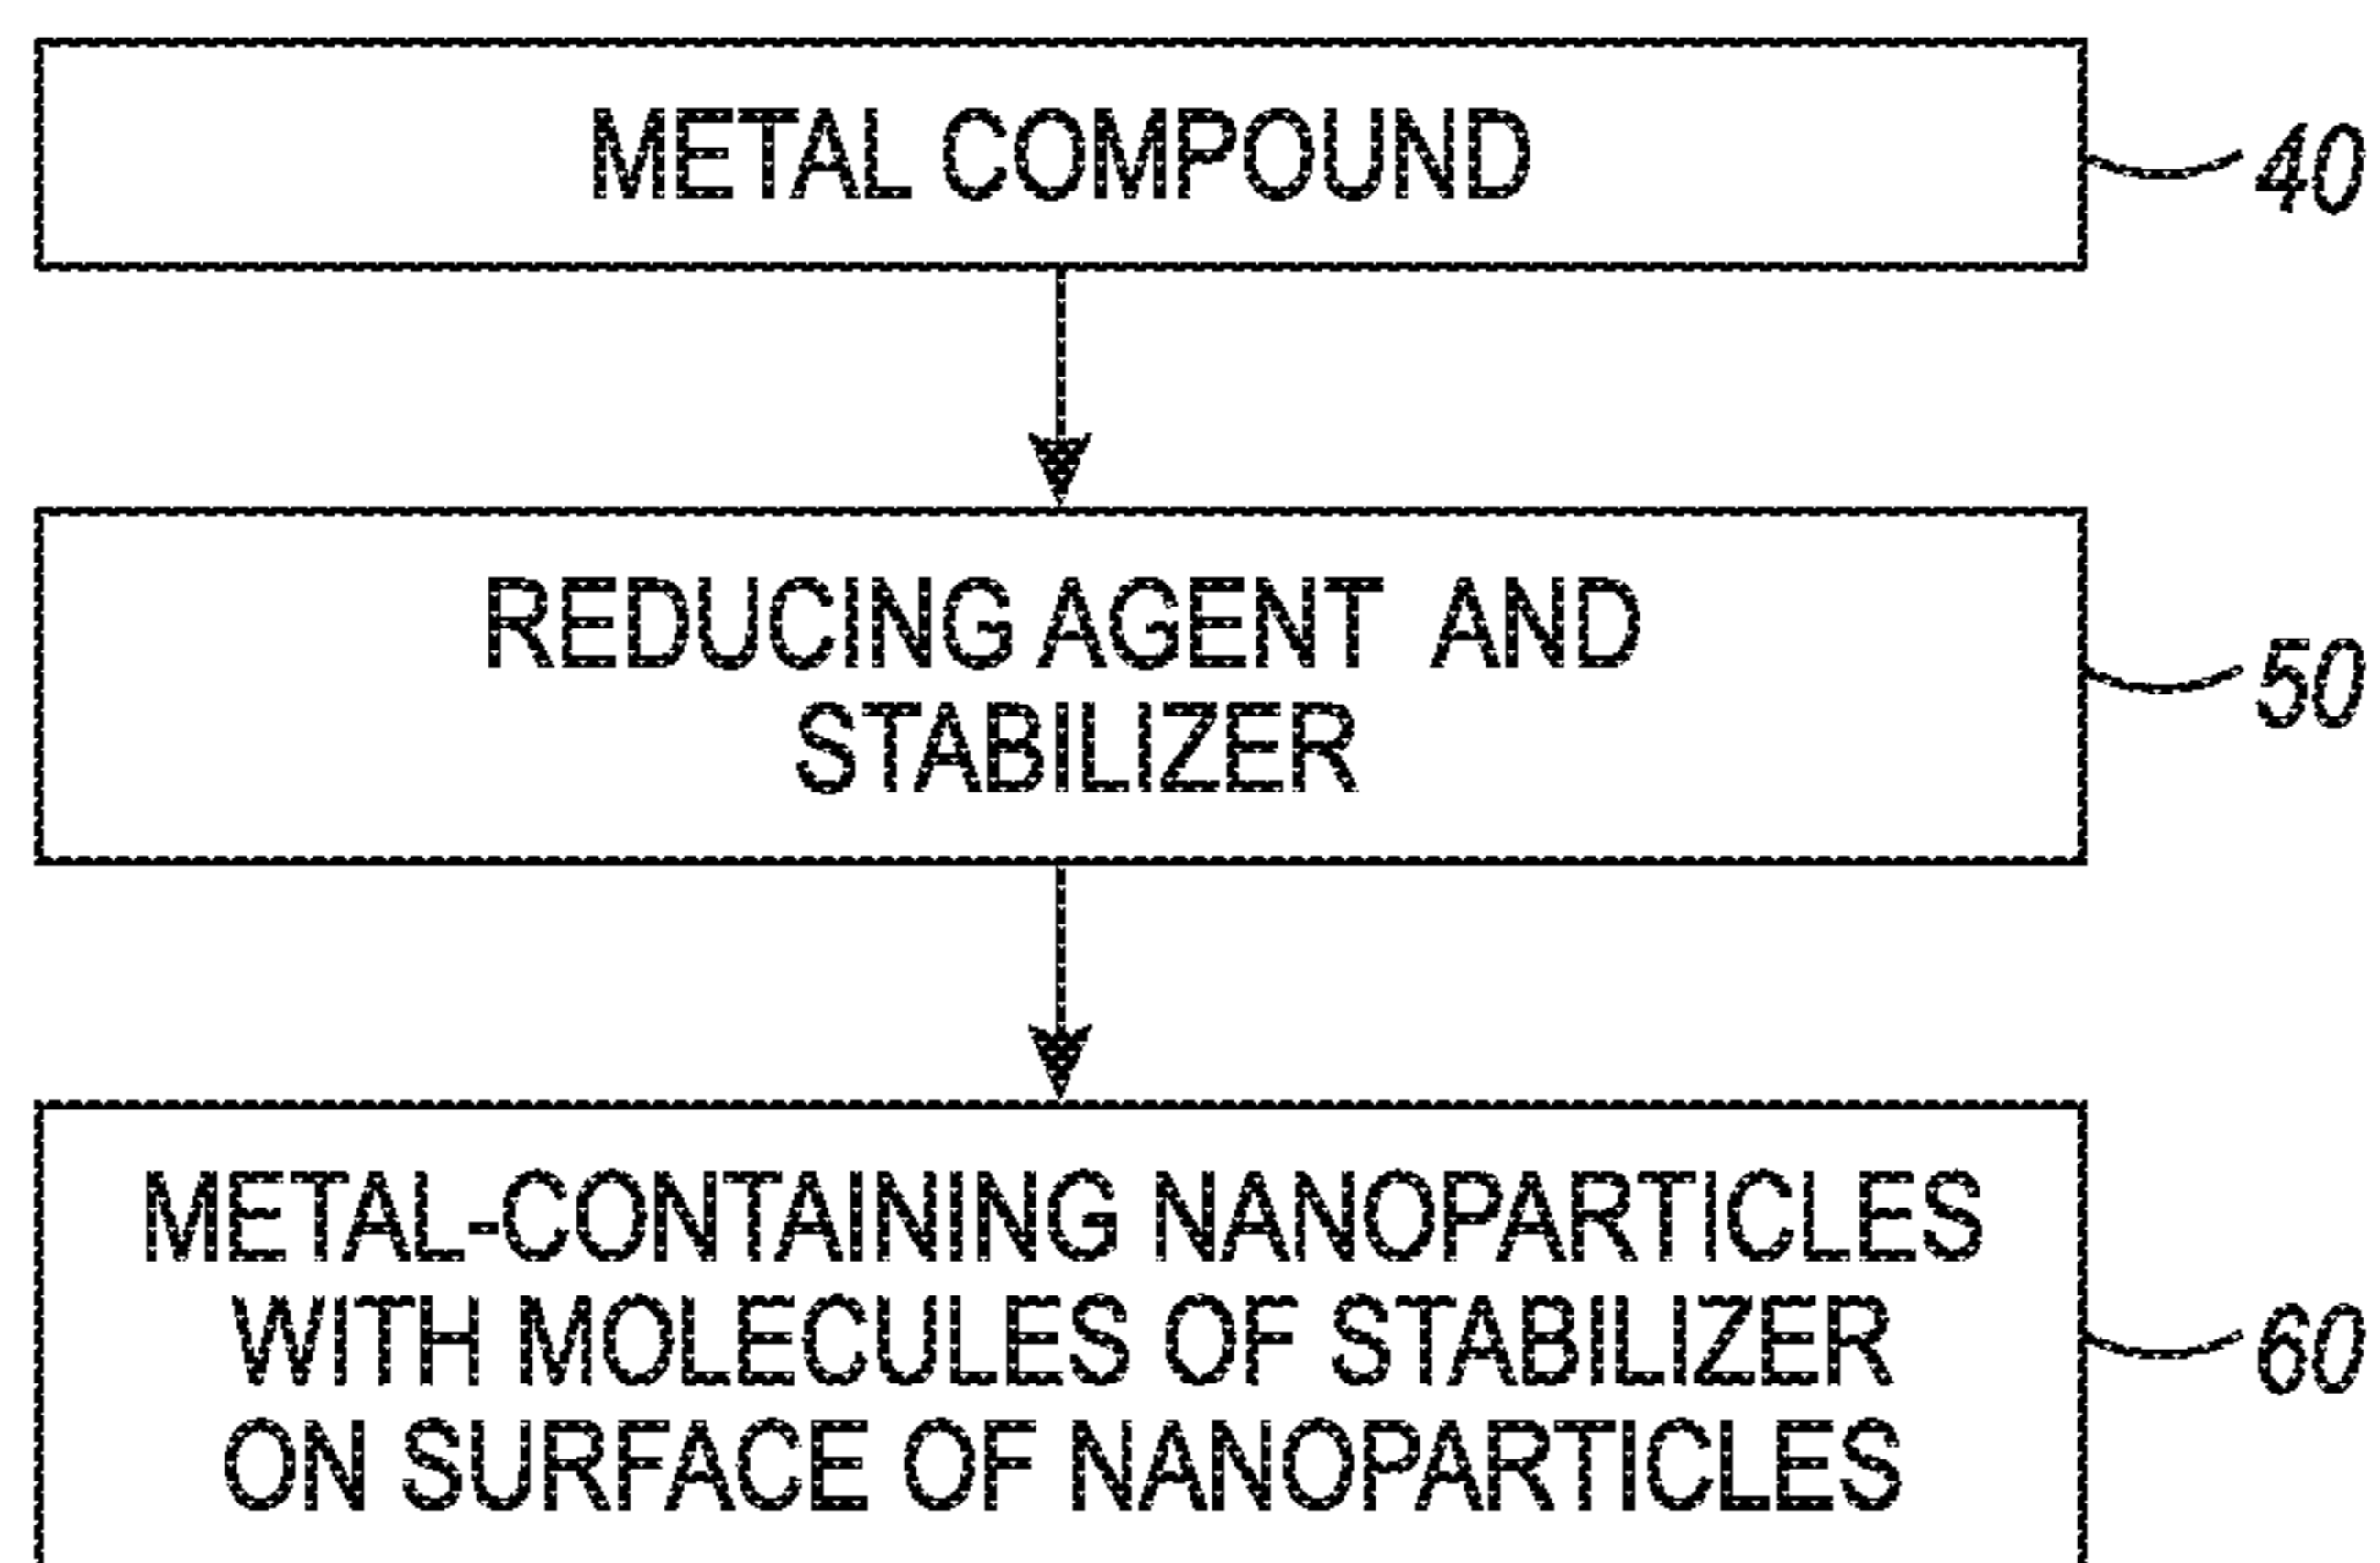 METAL COMPOUND
40
REDUCING AGENT AND
STABILIZER
50
METAL-CONTAINING NANOPARTICLES
WITH MOLECULES OF STABILIZER
ON SURFACE OF NANOPARTICLES
60